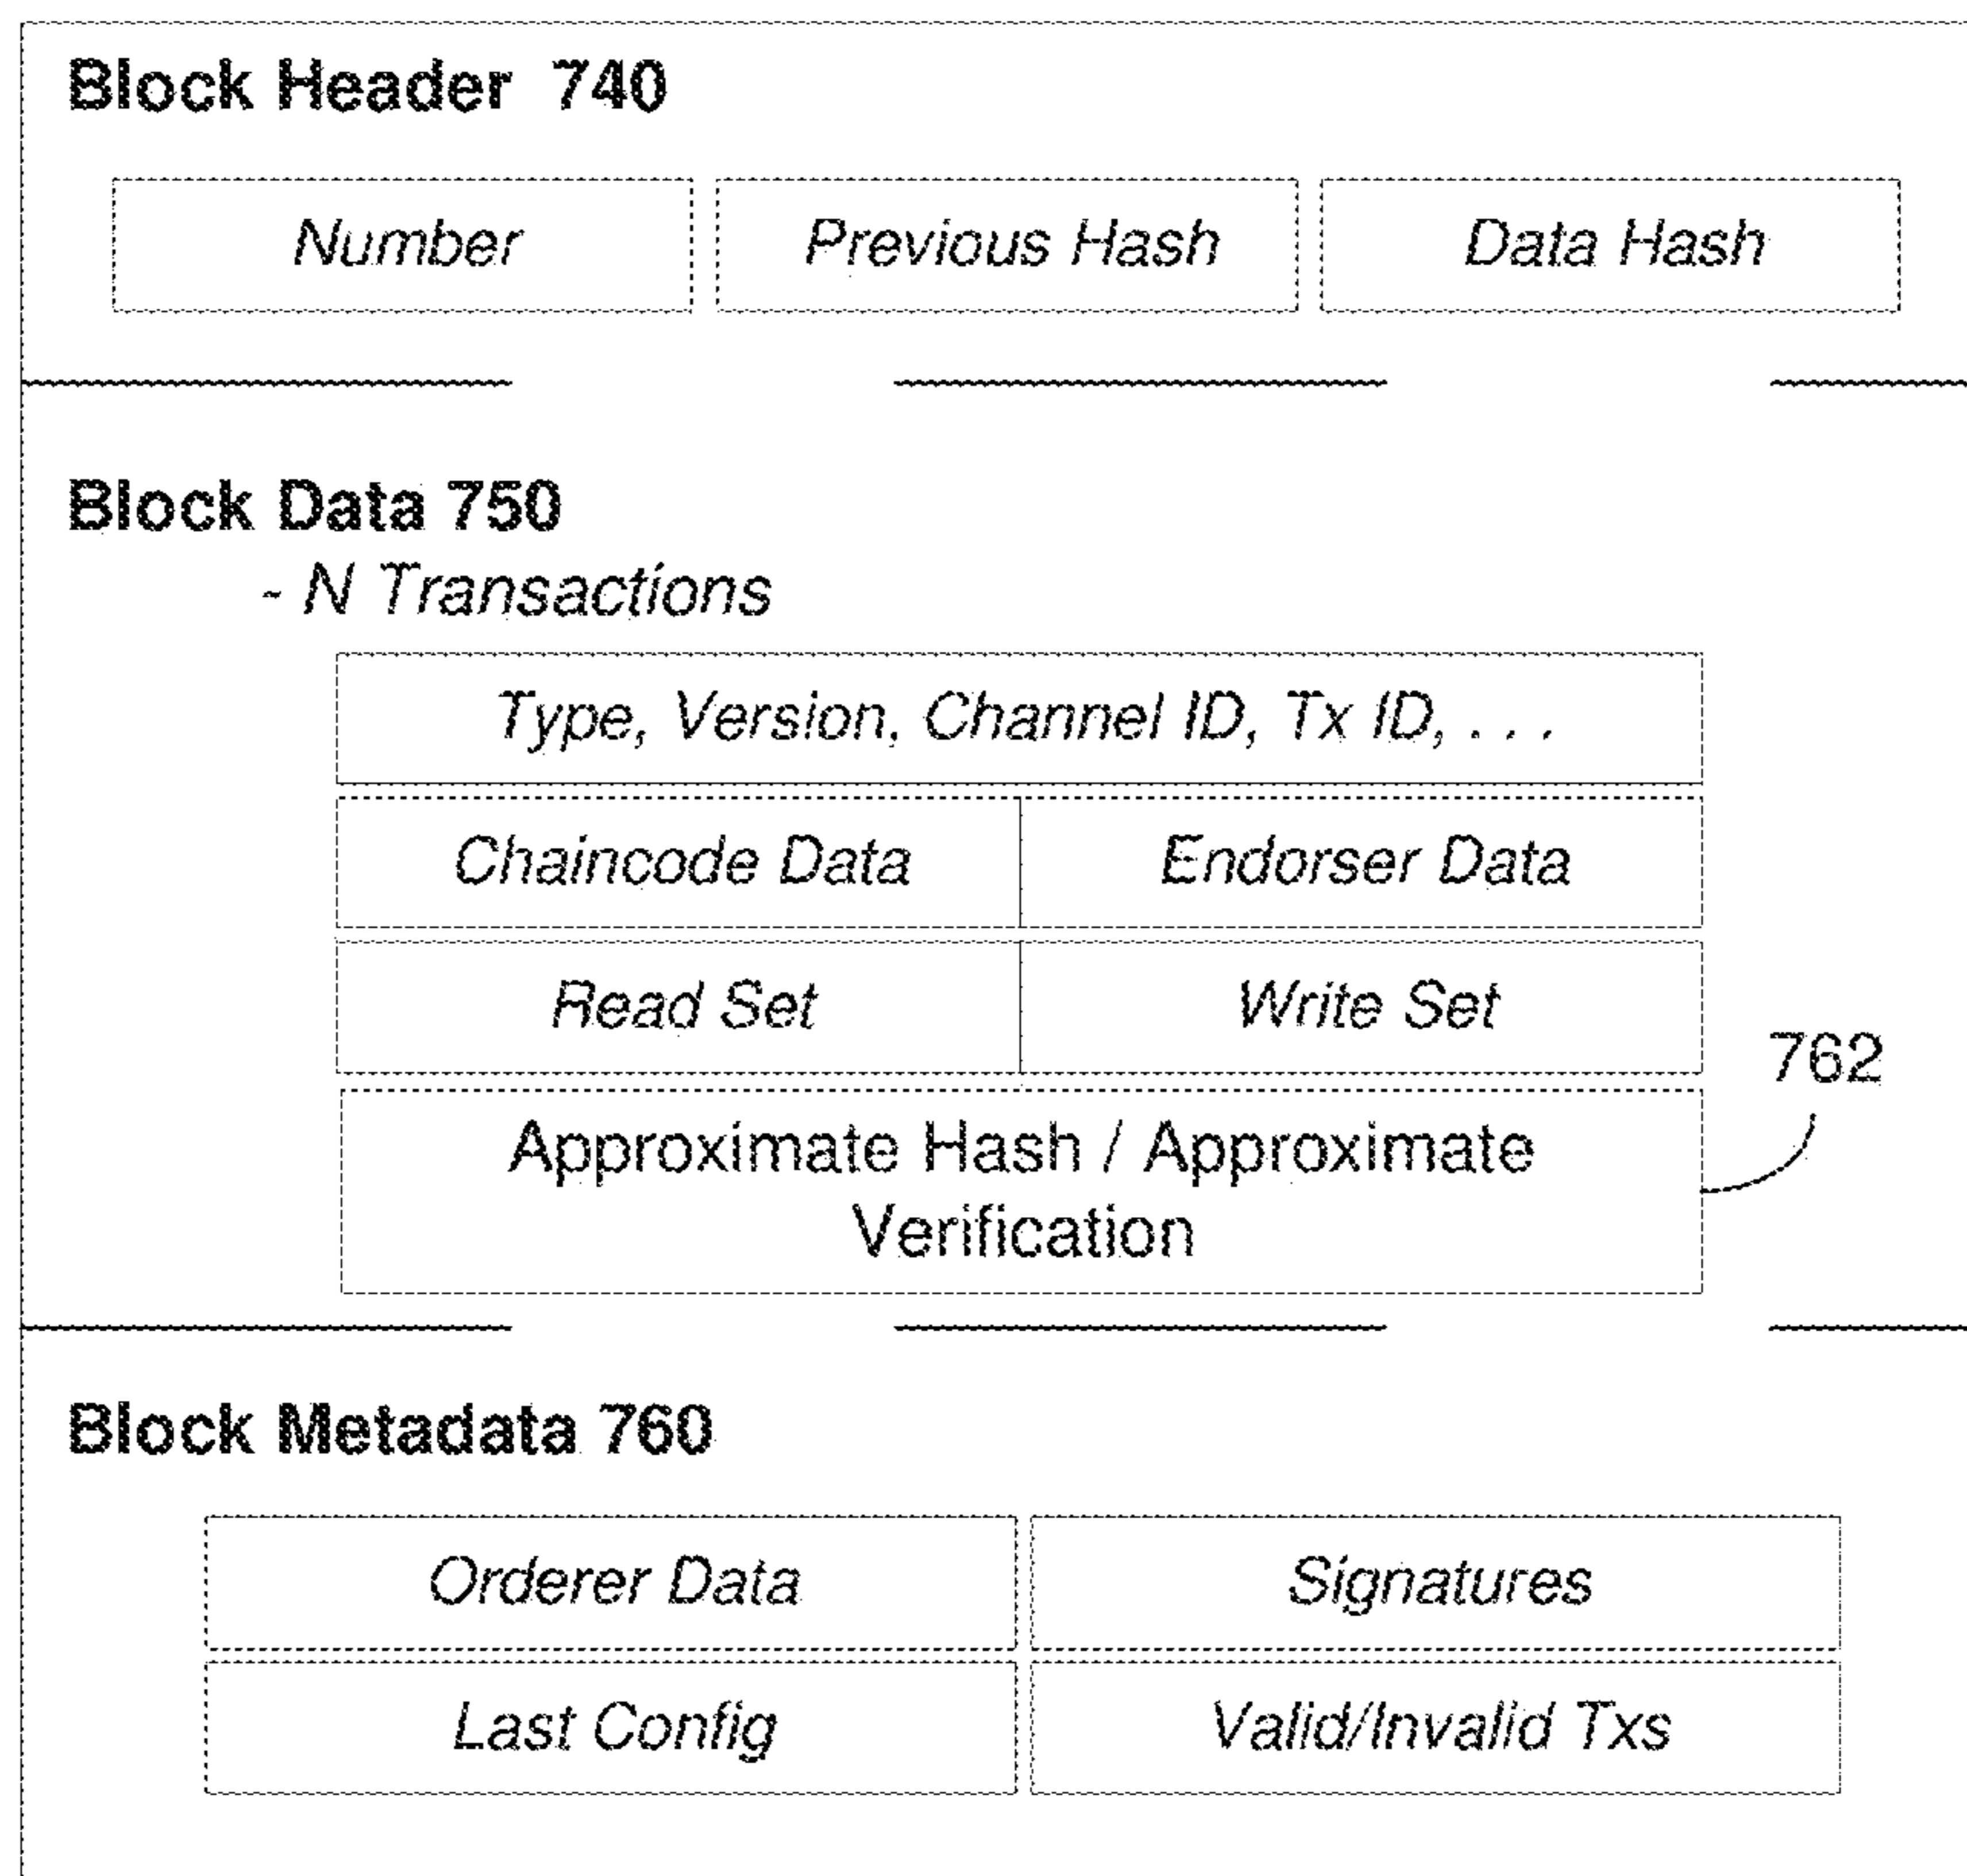 Block Header 740
Number
Previous Hash
Data Hash
Block Data 750
- N Transactions
Type, Version, Channel ID, Tx ID, . . .
Chaincode Data
Endorser Data
Read Set
Write Set
762
Approximate Hash / Approximate
Verification
Block Metadata 760
Orderer Data
Signatures
Last Config
Valid/Invalid Txs